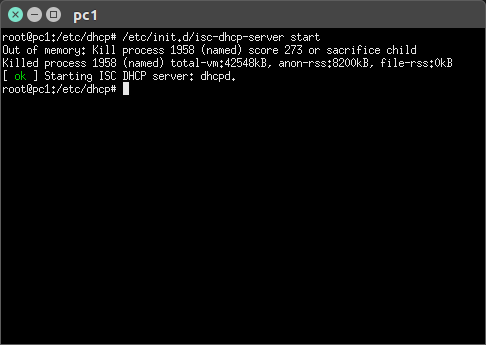 pc1
root@pc1:/etc/dhcp# /etc/init.d/isc-dhcp-server start
Out of memory: Kill process 1958 (named) score 273 or sacrifice child
Killed process 1958 (named) total-vm:42548kB, anon-rss:8200kB, file-rss:0kB
[ ok ] Starting ISC DHCP server: dhcpd.
root@pc1:/etc/dhcp#